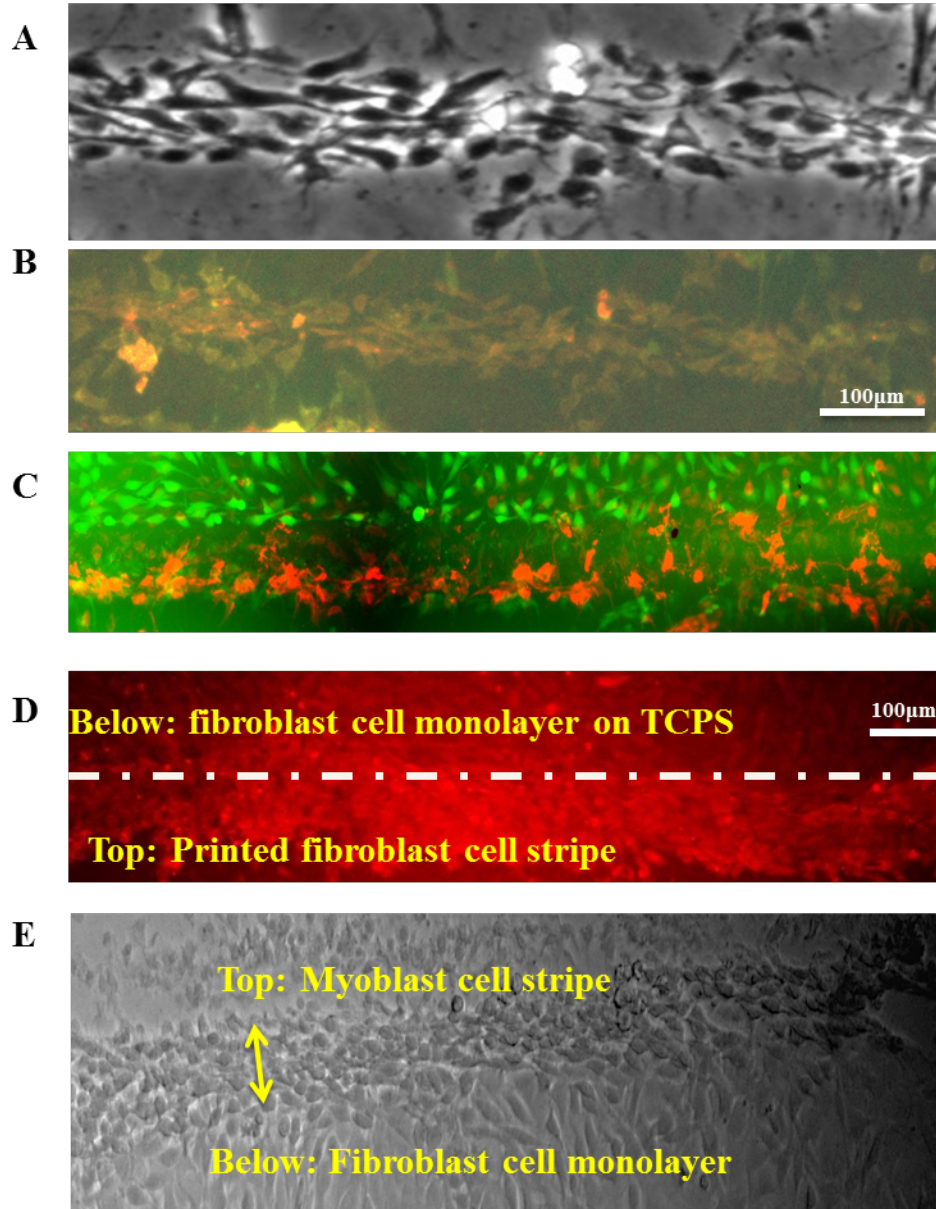 A
B
100μm
C
D
Below: fibroblast cell monolayer on TCPS
100μm
Top: Printed fibroblast cell stripe
E
Top: Myoblast cell stripe
Below: Fibroblast cell monolayer